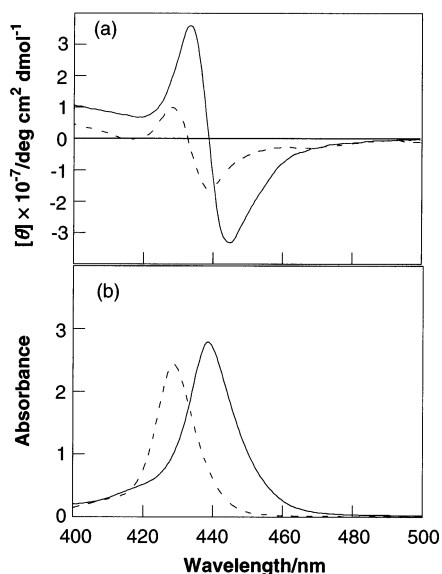 (a)
3
2
1
0
-1
-2
-3
[θ] × 10⁻⁷/deg cm² dmol⁻¹
(b)
3
2
1
0
Absorbance
400 420 440 460 480 500
Wavelength/nm